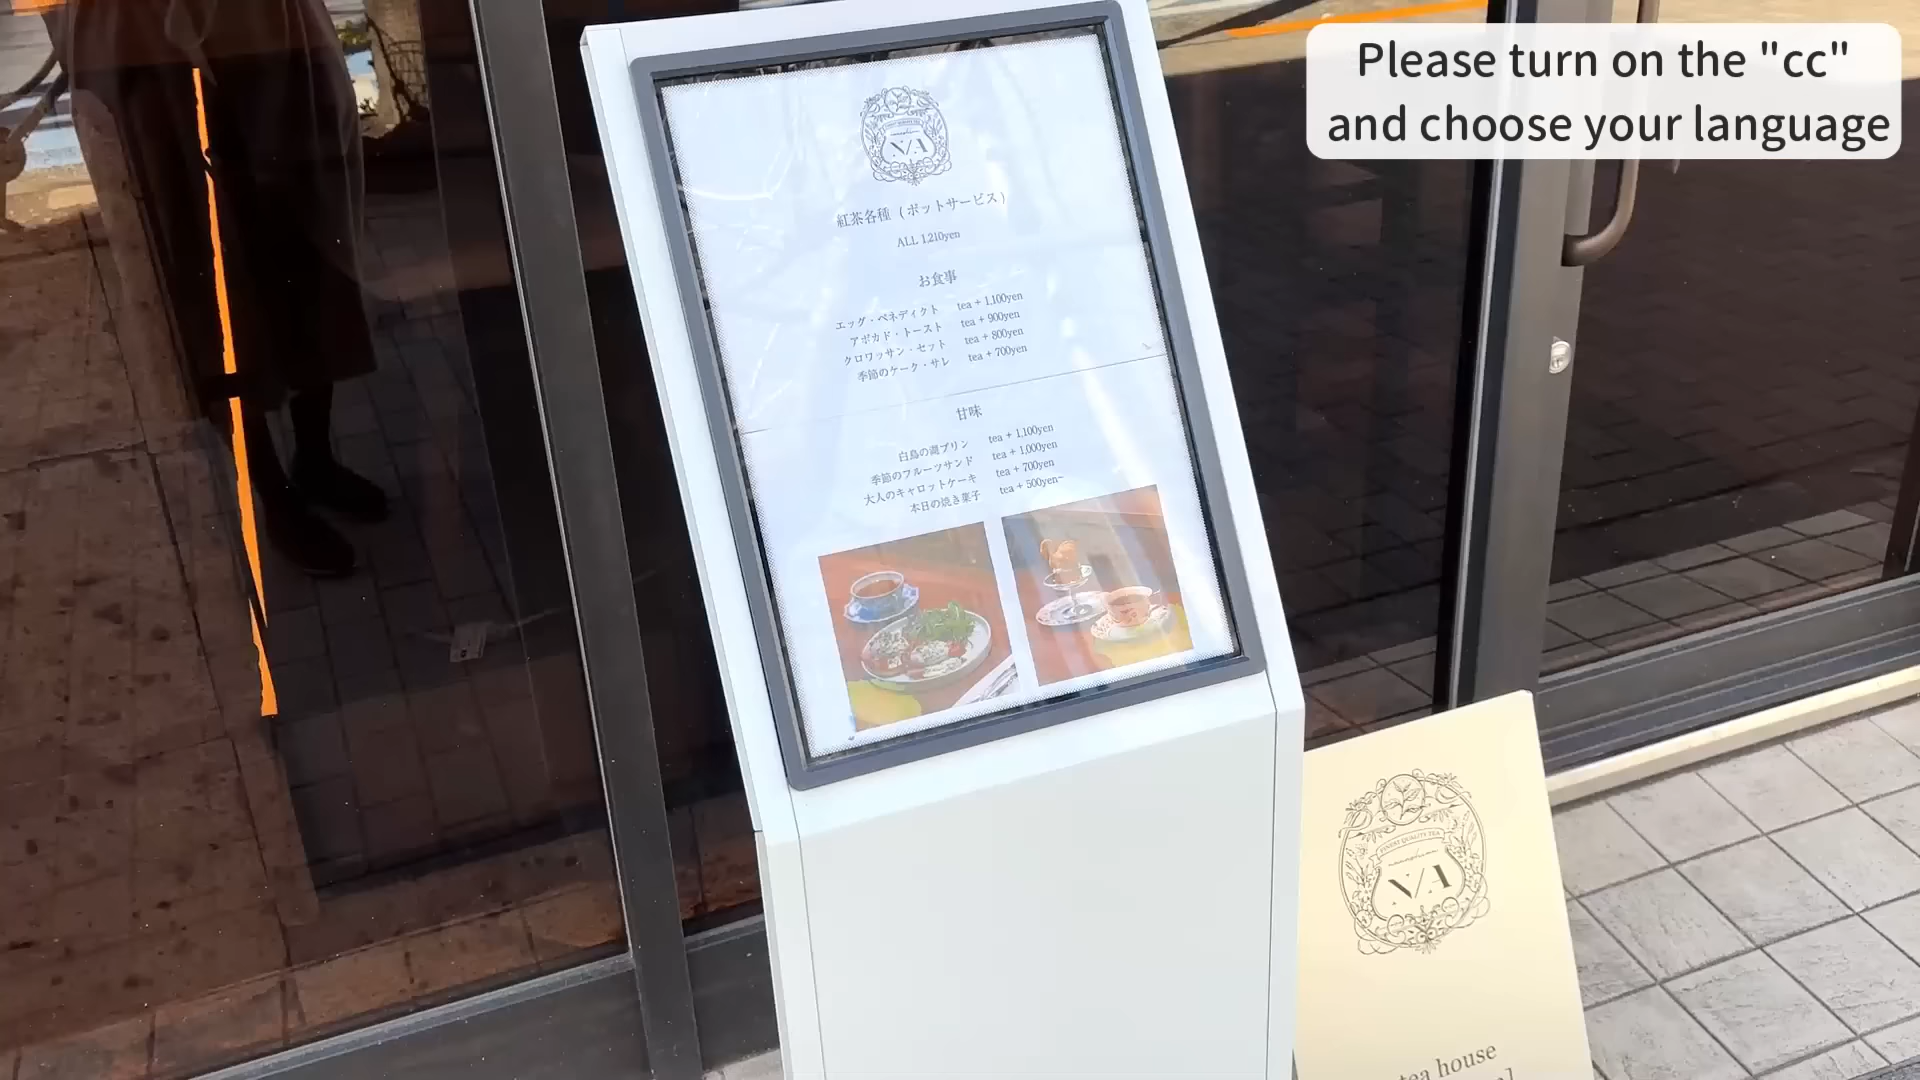 Please turn on the "cc"
and choose your language
N/A
紅茶各種 (ポットサービス)
ALL 1,210yen
お食事
エッグ・ベネディクト tea + 1,100yen
アボカド・トースト tea + 900yen
クロワッサン・セット tea + 800yen
季節のケーク・サレ tea + 700yen
甘味
白鳥の湖プリン tea + 1,100yen
季節のフルーツサンド tea + 1,000yen
大人のキャロットケーキ tea + 700yen
本日の焼き菓子 tea + 500yen~
FINEST QUALITY TEA
N/A
tea house